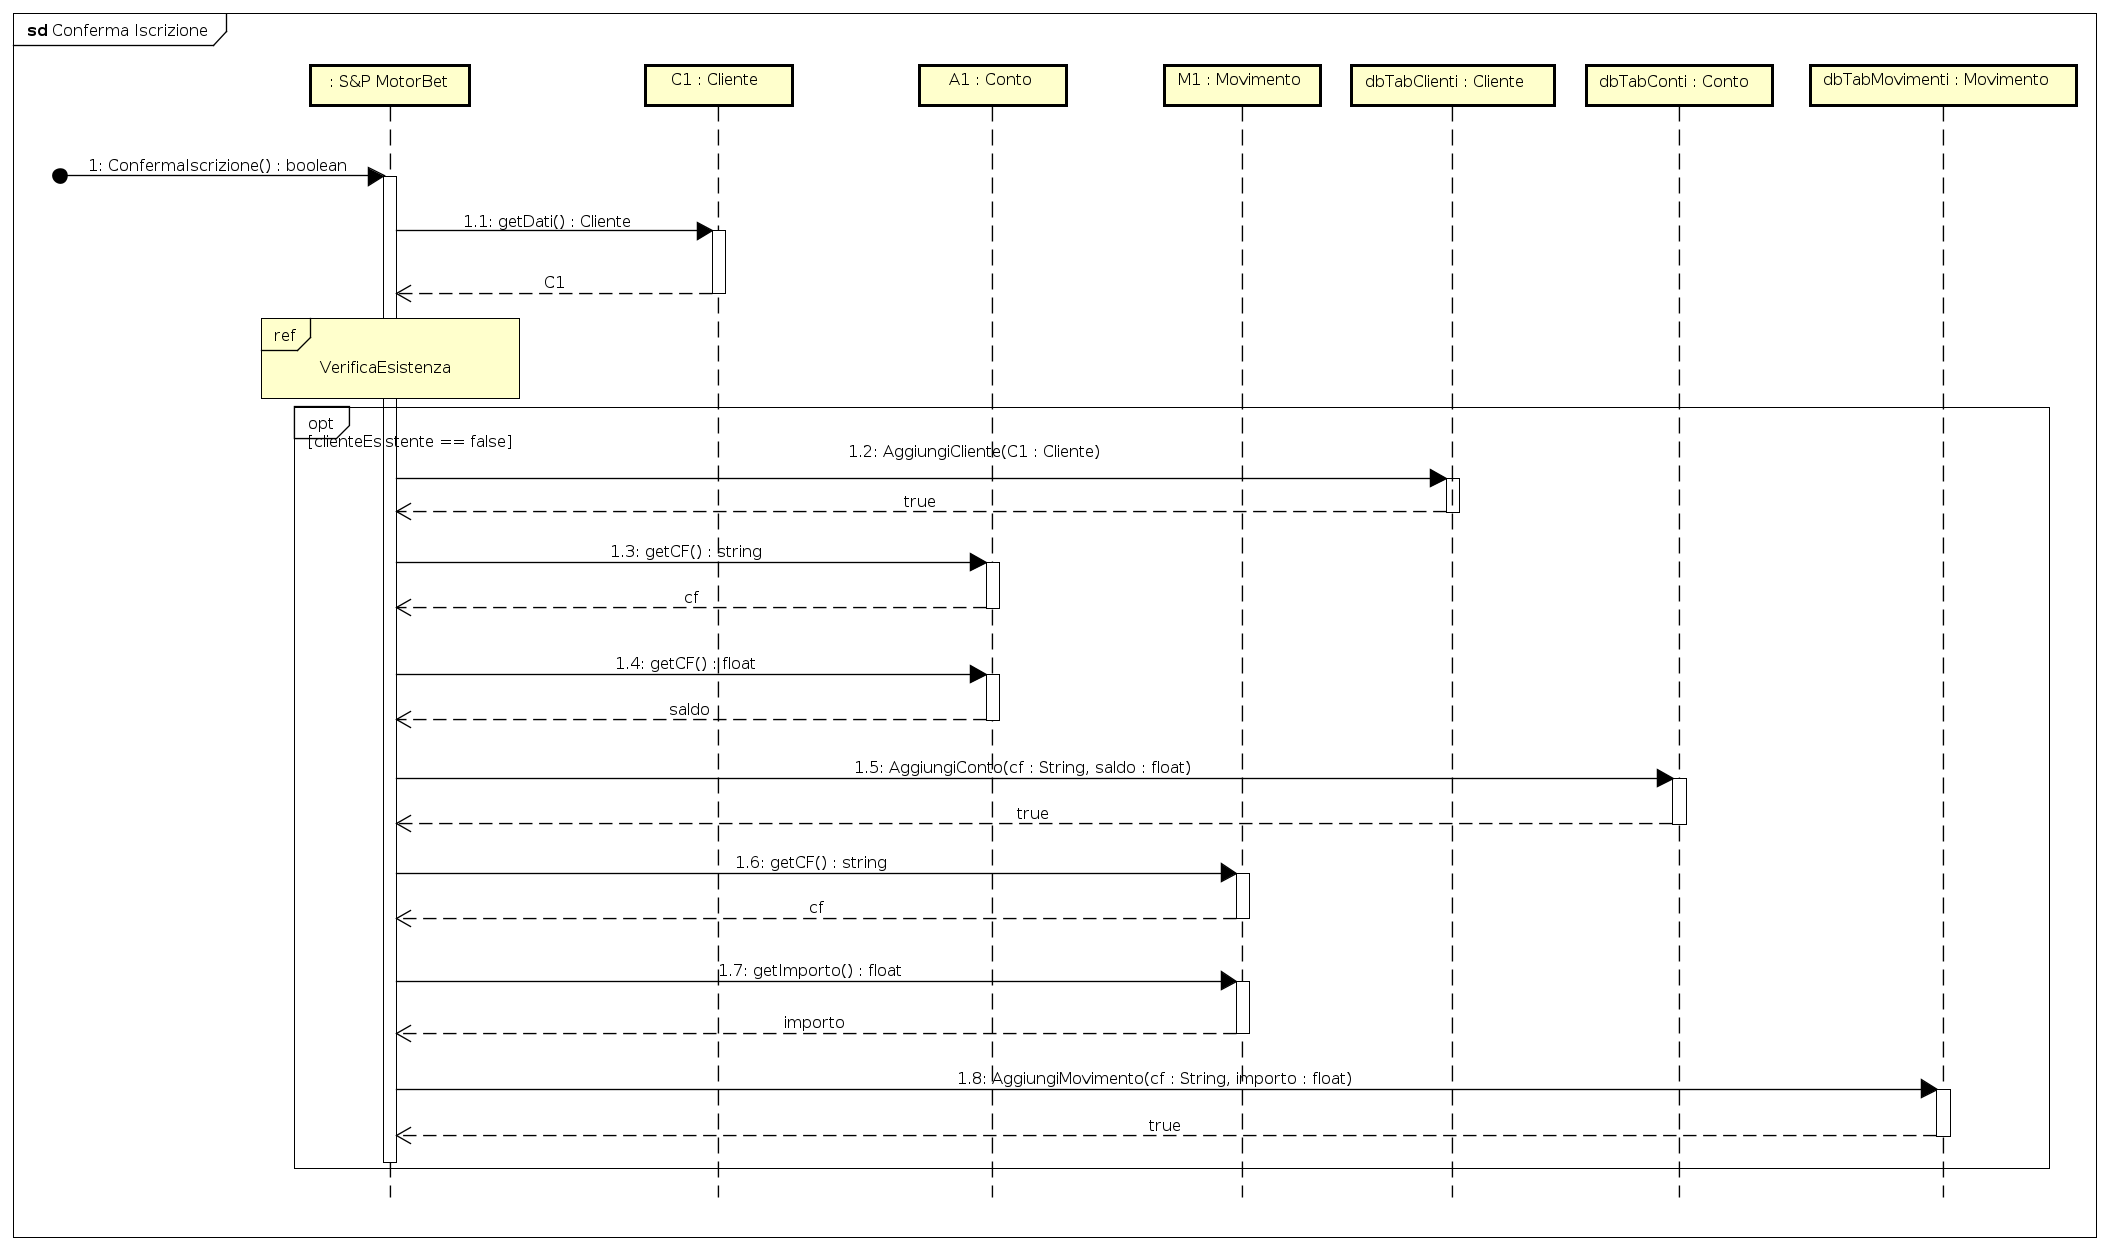 sd Conferma Iscrizione
: S&P MotorBet
C1 : Cliente
A1 : Conto
M1 : Movimento
dbTabClienti : Cliente
dbTabConti : Conto
dbTabMovimenti : Movimento
1: ConfermaIscrizione() : boolean
1.1: getDati() : Cliente
C1
ref
VerificaEsistenza
opt
[clienteEsistente == false]
1.2: AggiungiCliente(C1 : Cliente)
true
1.3: getCF() : string
cf
1.4: getCF() : float
saldo
1.5: AggiungiConto(cf : String, saldo : float)
true
1.6: getCF() : string
cf
1.7: getImporto() : float
importo
1.8: AggiungiMovimento(cf : String, importo : float)
true